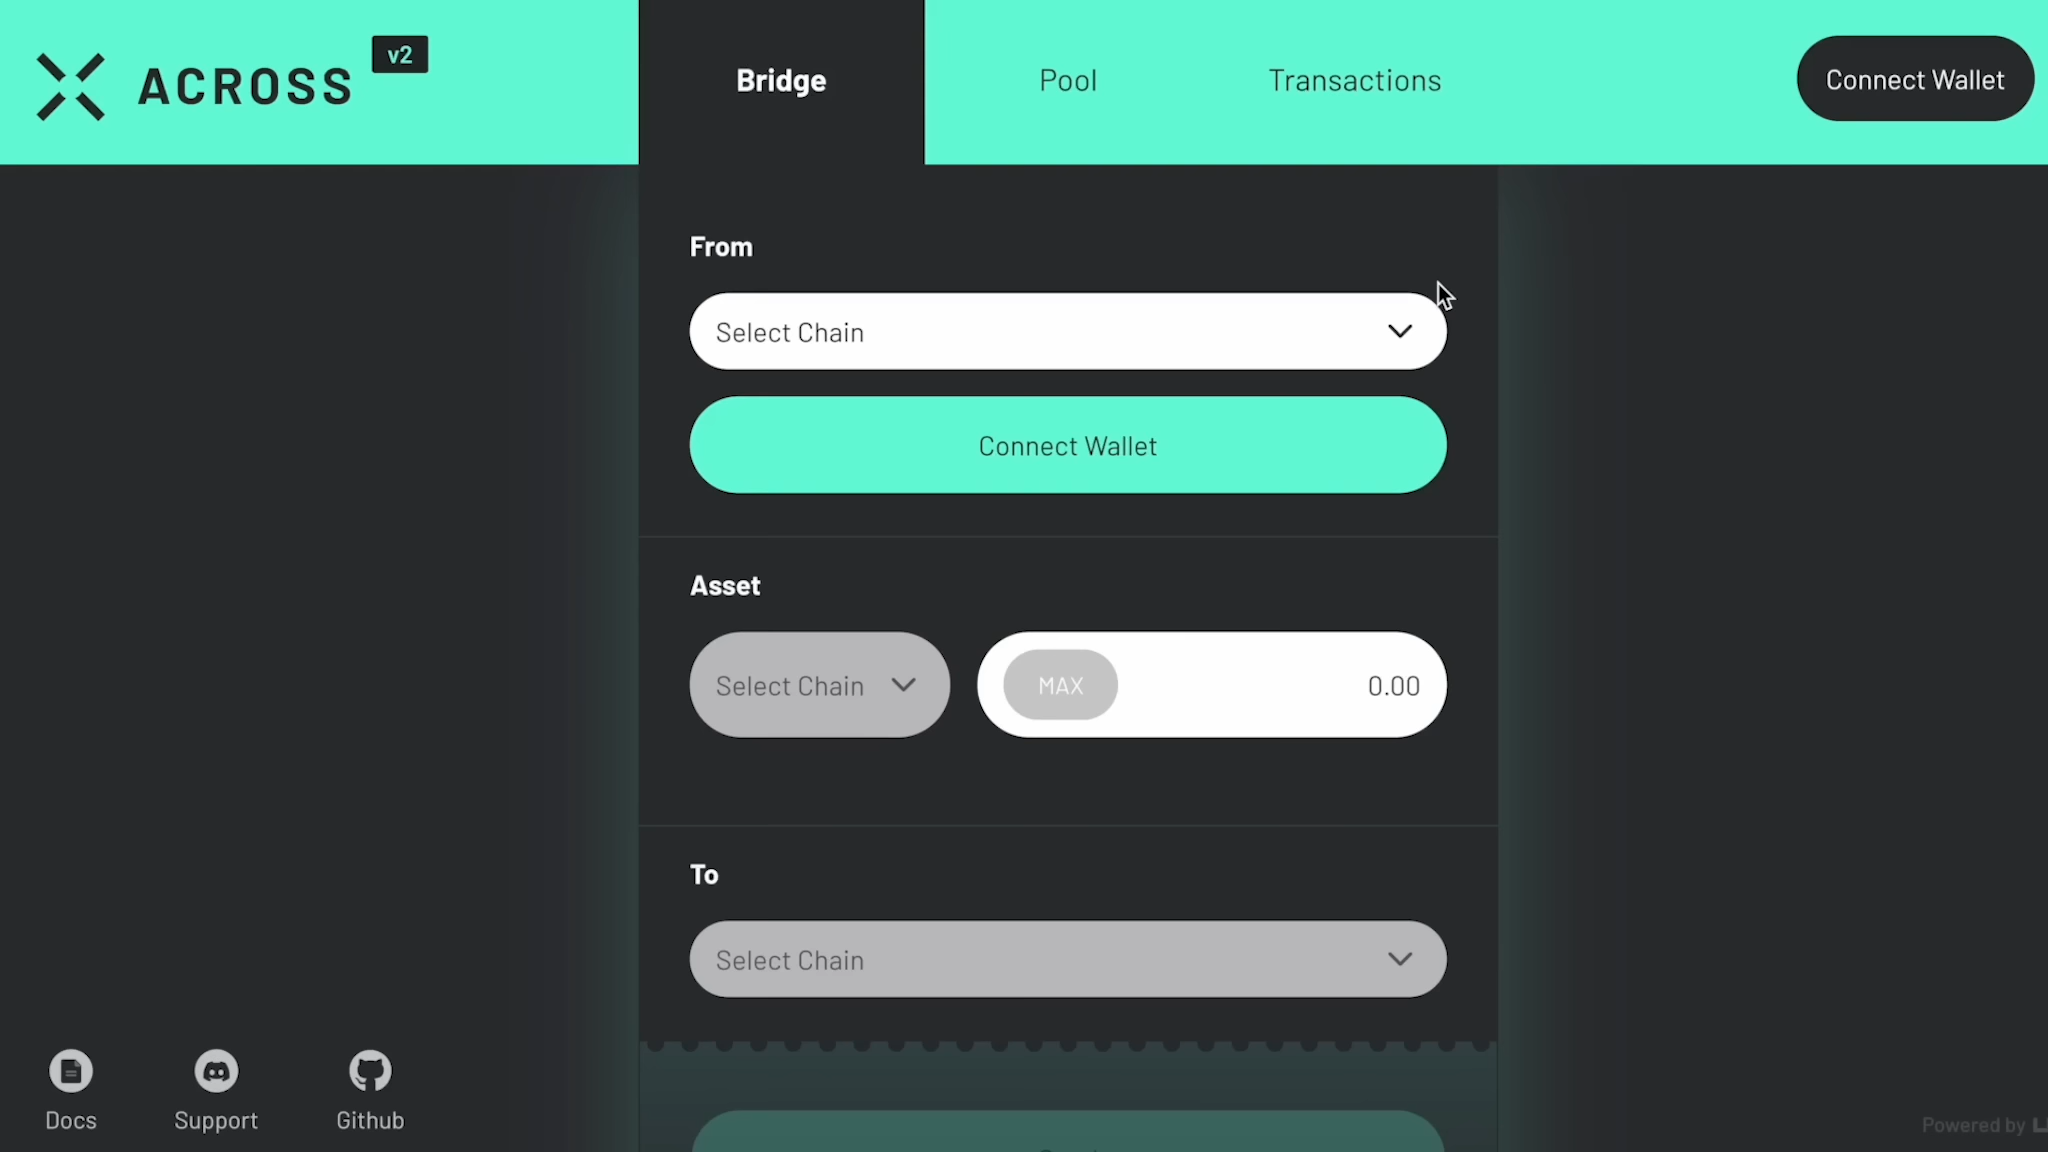 ACROSS
v2
Bridge
Pool
Transactions
Connect Wallet
From
Select Chain
Connect Wallet
Asset
Select Chain
MAX
0.00
To
Select Chain
Docs
Support
Github
Powered by